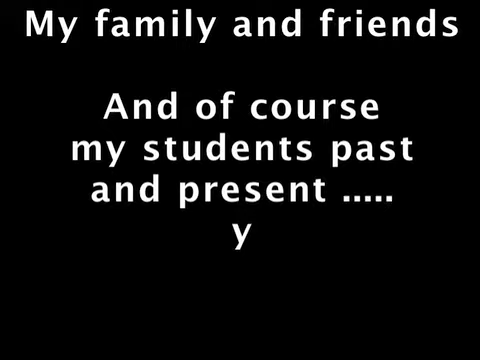 My family and friends
And of course
my students past
and present .....
y